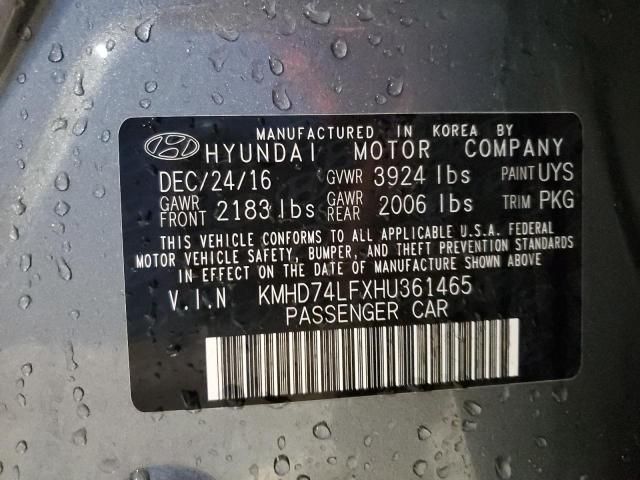 MANUFACTURED IN KOREA BY
HYUNDAI MOTOR COMPANY
DEC/24/16 GVWR 3924 lbs PAINT UYS
GAWR FRONT 2183 lbs GAWR REAR 2006 lbs TRIM PKG
THIS VEHICLE CONFORMS TO ALL APPLICABLE U.S.A. FEDERAL
MOTOR VEHICLE SAFETY, BUMPER, AND THEFT PREVENTION STANDARDS
IN EFFECT ON THE DATE OF MANUFACTURE SHOWN ABOVE
V.I.N KMHD74LFXHU361465
PASSENGER CAR